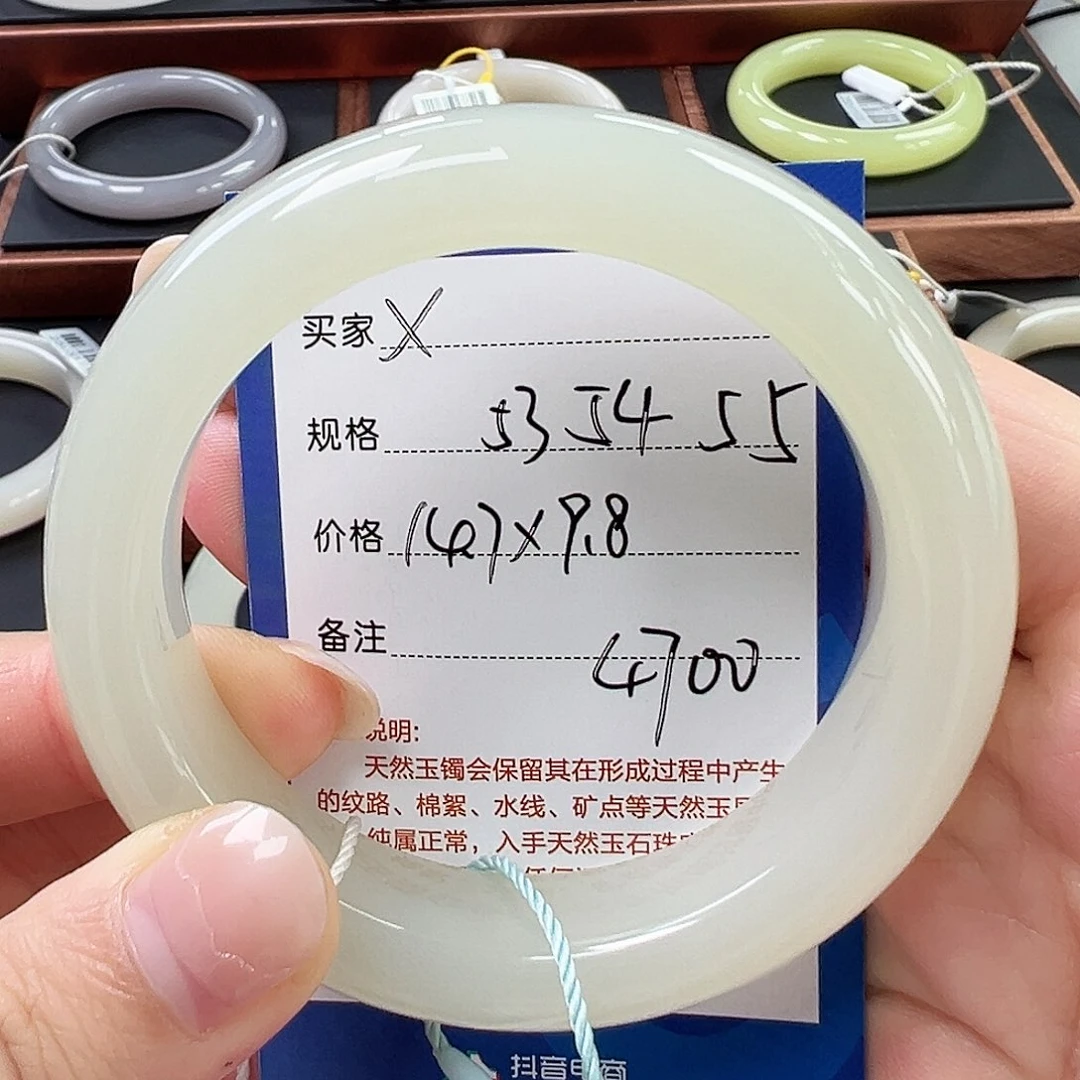 买家 X
规格 53 54 55
价格 147x9.8
备注 4700
说明:
天然玉镯会保留其在形成过程中产生
的纹路、棉絮、水线、矿点等天然玉
纯属正常，入手天然玉石珠
抖音电商